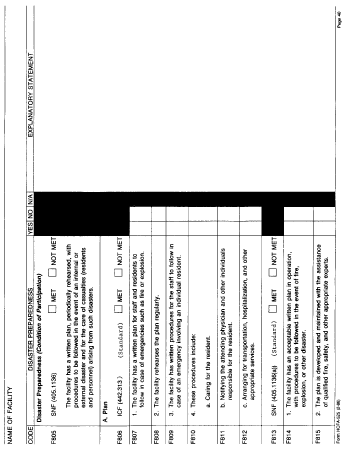 NAME OF FACILITY
CODE DISASTER PREPAREDNESS YES NO N/A EXPLANATORY STATEMENT
Disaster Preparedness (Condition of Participation)
F805 SNF (405.1136) MET NOT MET
The facility has a written plan, periodically rehearsed, with
procedures to be followed in the event of an internal or
external disaster and for the care of casualties (residents
and personnel) arising from such disasters.
A. Plan
F806 ICF (442.313) (Standard) MET NOT MET
F807 1. The facility has a written plan for staff and residents to
follow in case of emergencies such as fire or explosion.
F808 2. The facility rehearses the plan regularly.
F809 3. The facility has written procedures for the staff to follow in
case of an emergency involving an individual resident.
F810 4. These procedures include:
a. Caring for the resident.
F811 b. Notifying the attending physician and other individuals
responsible for the resident.
F812 c. Arranging for transportation, hospitalization, and other
appropriate services.
F813 SNF (405.1136(a)) (Standard) MET NOT MET
F814 1. The facility has an acceptable written plan in operation,
with procedures to be followed in the event of fire,
explosion, or other disaster.
F815 2. The plan is developed and maintained with the assistance
of qualified fire, safety, and other appropriate experts.
Form HCFA-525 (2-86) Page 40